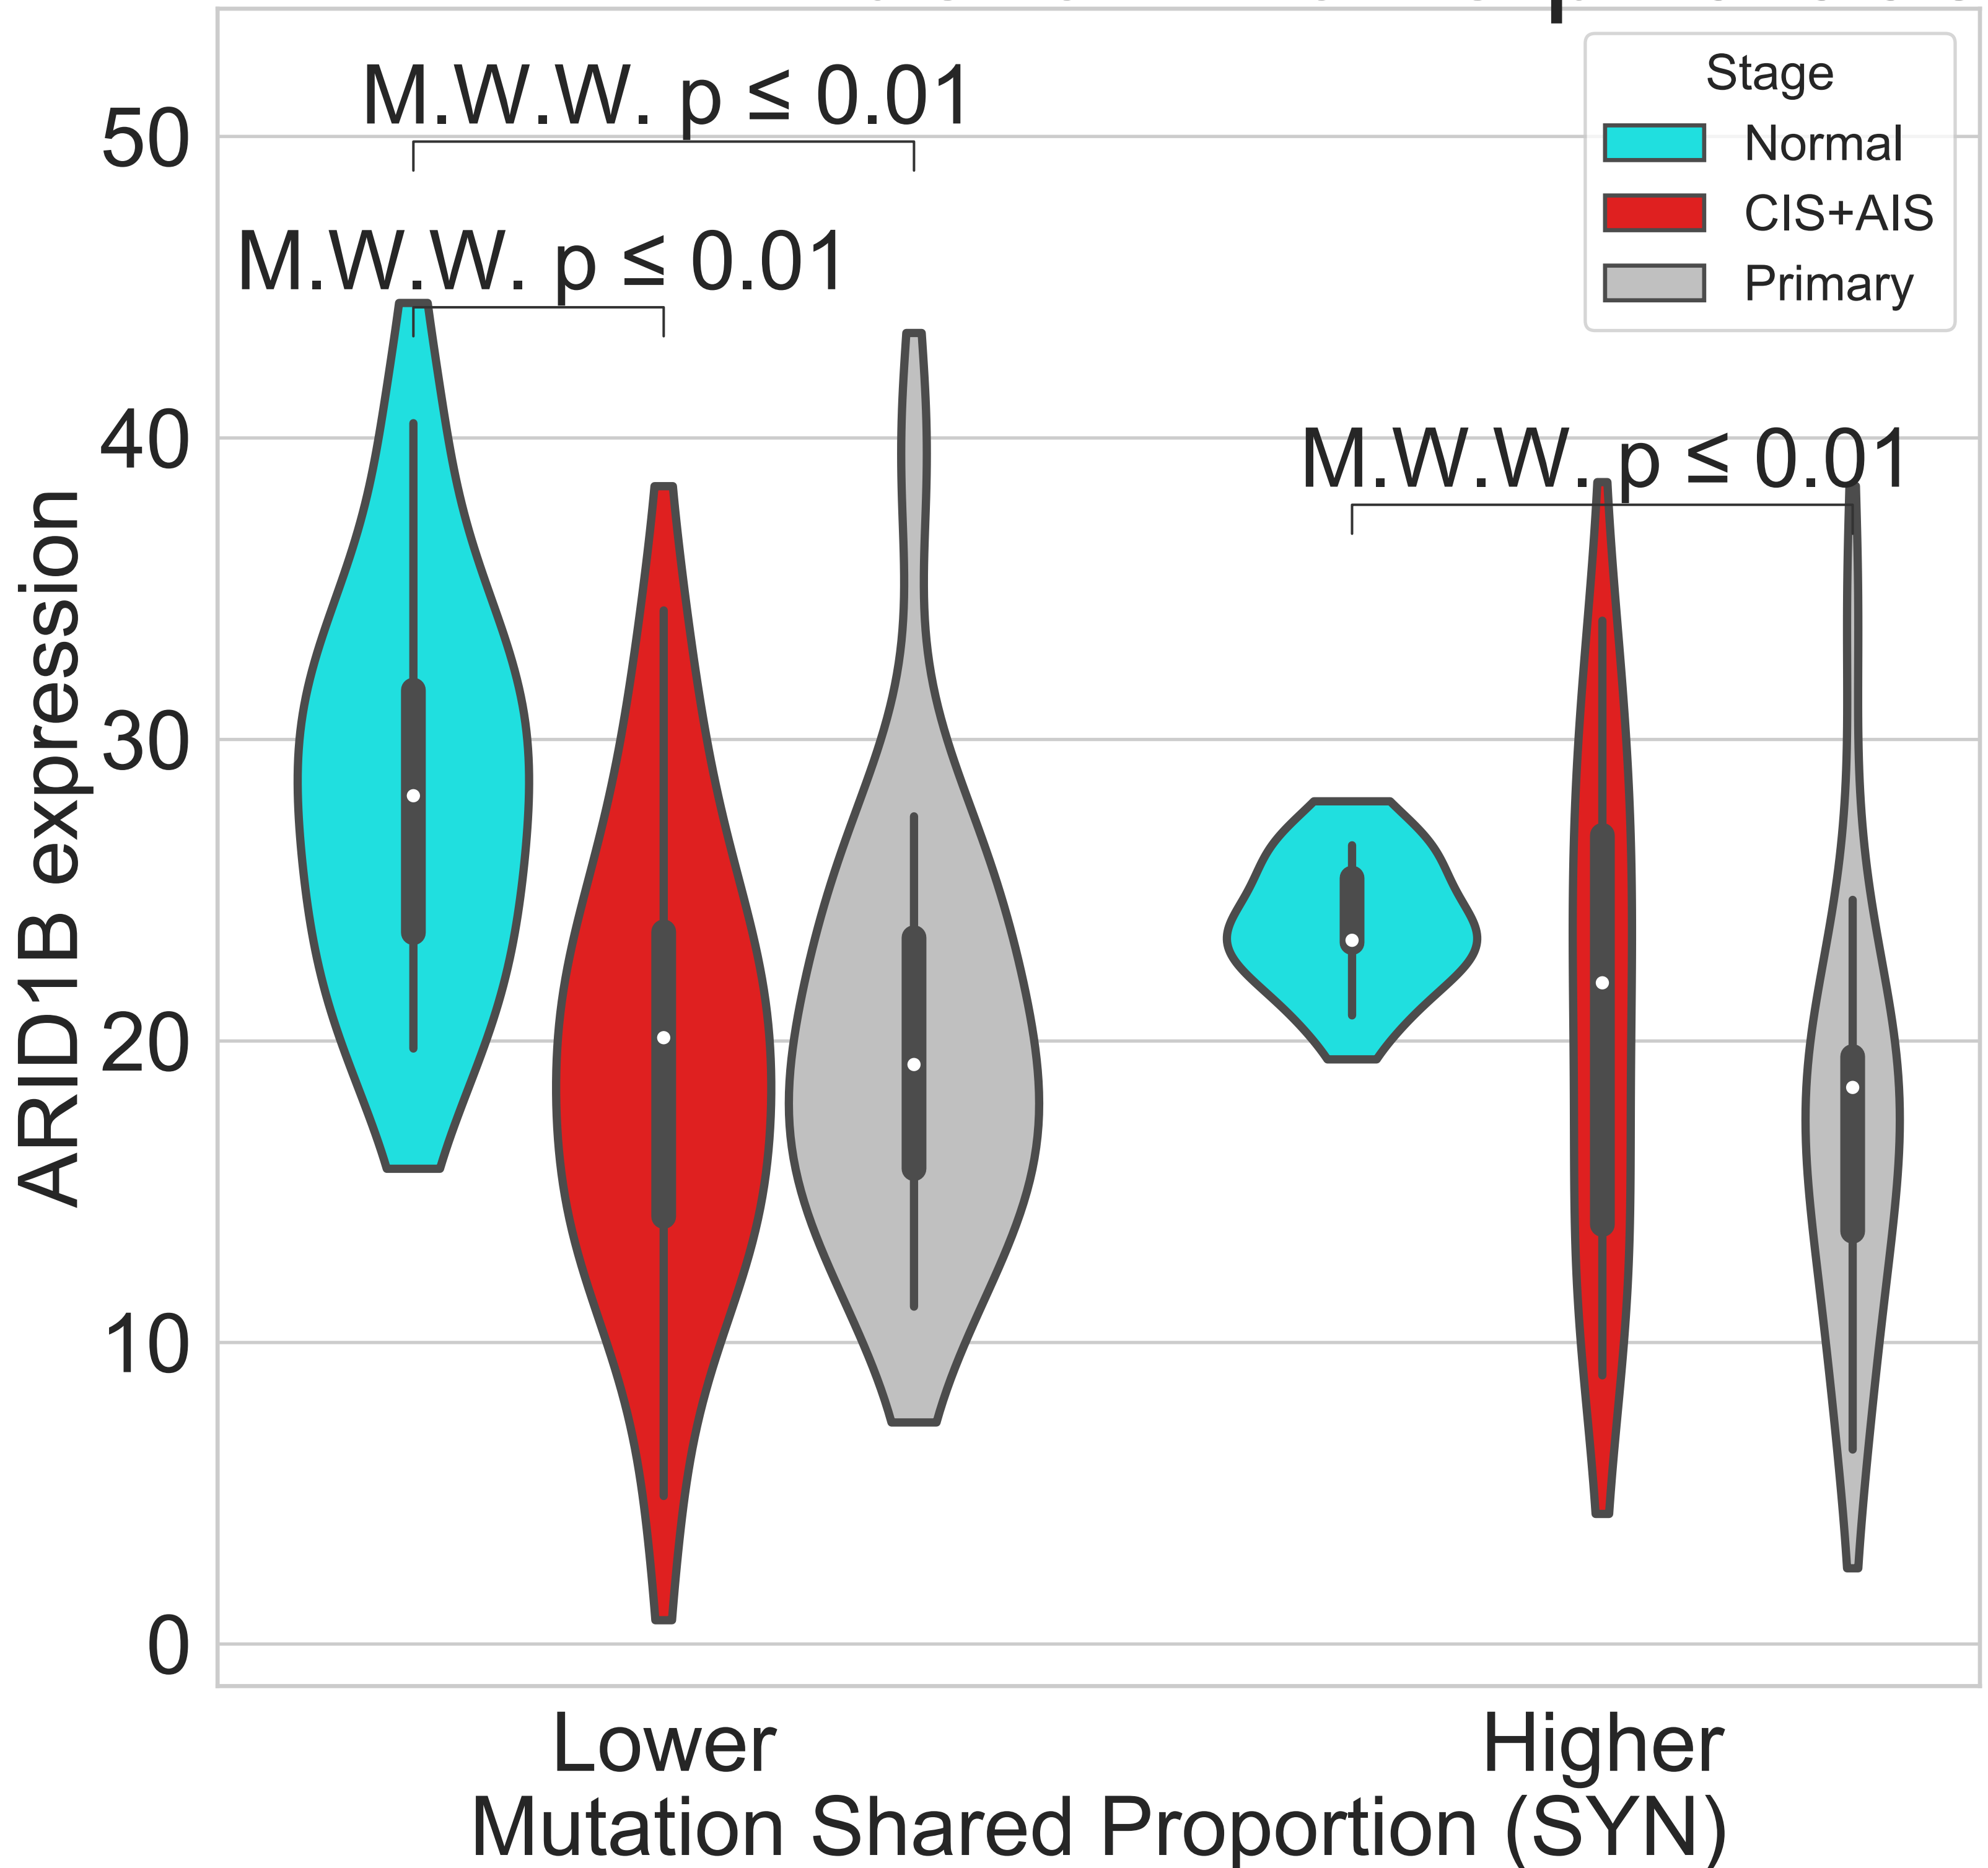 M.W.W. p ≤ 0.01
M.W.W. p ≤ 0.01
M.W.W. p ≤ 0.01
Stage
Normal
CIS+AIS
Primary
50
40
30
20
10
0
ARID1B expression
Lower
Higher
Mutation Shared Proportion (SYN)